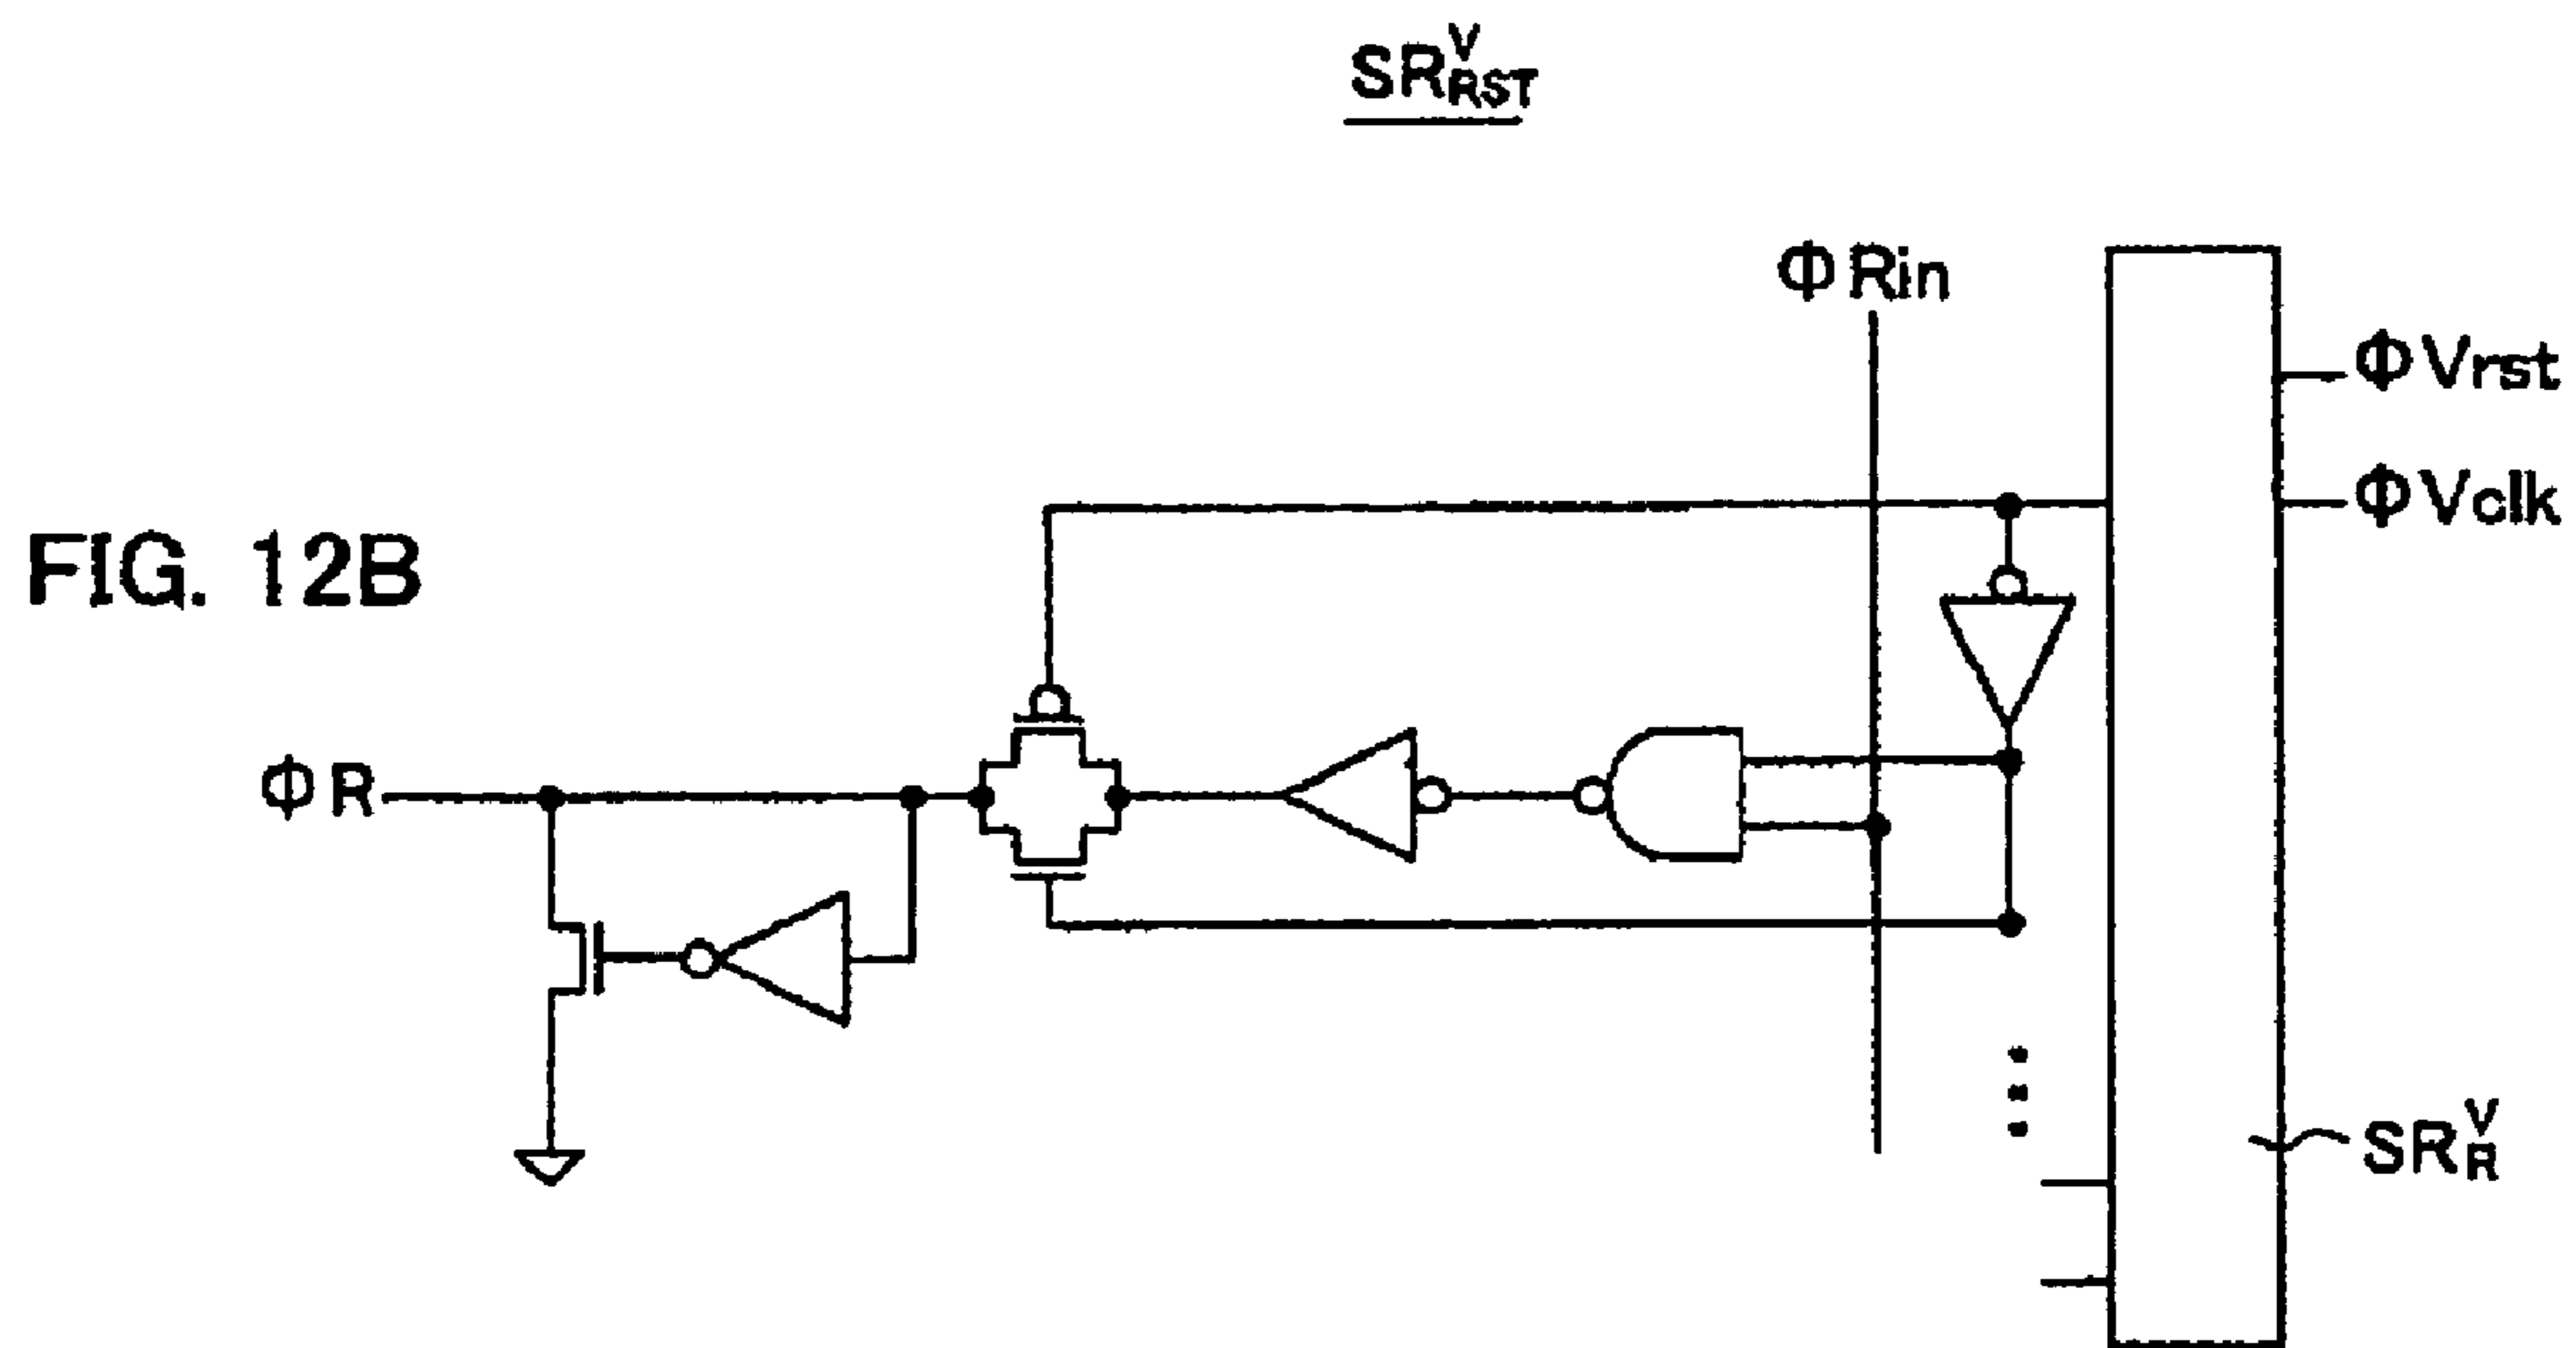 SR^V_RST
ΦRin
ΦVrst
ΦVclk
FIG. 12B
ΦR
SR^V_R